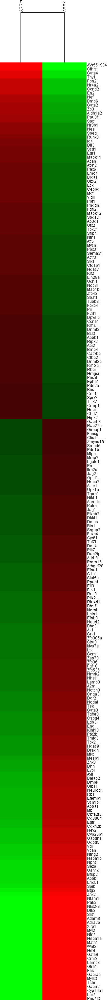 AW551984
Cthrc1
Gata4
Thy1
Fbn2
Nr4a2
Ccnd2
En2
Nefl
Bmp6
Gata2
Zp3
Aldh1a2
Pou3f1
Sox1
Nr0b1
Nes
Speg
Runx3
Id4
Dll3
Scd1
Egr1
Mapk11
Acan
Atxn2
Pax6
Lmo4
Brca1
Gbx2
Lck
Cebpg
Mdfi
Vldlr
Ppt1
Phgdh
Fgfr2
Mapk12
Socs2
Ap3d1
Otx2
Tbx21
Sfrp4
Ntn1
Atf5
Mycn
Pbx3
Sema3f
Actr3
Six1
Ctdsp1
Hdac7
Klf2
Lin28a
Uchl1
Noc3l
Map1b
Zfp42
Soat1
Tubb3
Foxo4
Pir
F2rl1
Dpysl5
Ccne1
Klf15
Dnmt3l
Bcl3
Apbb1
Ripk2
Abi2
Bmp4
Cacybp
Ctbp2
Dnmt3b
Kif13b
Rbpj
Hmgcr
Podxl
Epha1
Pde2a
Boc
Celf1
Spry2
Ttc37
Crmp1
Hopx
Chd7
Hipk2
Gabrb3
Rab27a
Gimap1
Fancg
Clic1
Zmynd15
Smad5
Pde1b
Mlph
Mmp2
Lgals1
Pml
Itm2c
Jag2
Gpld1
Hspa2
Acer1
Upk1a
Trpm1
Nfkb1
Aamdc
Kalrn
Jag1
Plxnb2
Dkkl1
Ddias
Bin1
Srgap2
Foxn4
Cyr61
Taf7l
Ddit4
Ptk7
Dab2ip
Adrb3
Prdm16
Arhgef28
Efna1
C1s1
Stat5a
Ppard
Ell3
Fez1
Rec8
Pitx2
Rtn4rl1
Bbs7
Mgmt
Lpin1
Efnb3
Neurl2
Bbc3
Ak1
Grk1
Zfp385a
Stra8
Myo7a
Ltk
Gcm1
Zap70
Zfp36
Fgf18
Zfp536
Nmrk2
Nhej1
Lamb3
A2m
Notch3
Cnga3
Ddr2
Nodal
Tek
Gata3
Tgfbr3
Cspg4
Ldb3
Eng
Klhl10
Ptk2b
Tmtc3
Tbx2
Hdac9
Draxin
Mkx
Mesp1
Zhx3
Dhh
Evpl
Avil
Baiap2
Dmpk
Glp1r
Neurod1
Rb1
Efemp1
Scn1b
Apoa1
Mb
Cbfa2t3
Cd300lf
Egfr
Cdkn2b
Hey2
Cyp26b1
Gapdhs
Gdpd5
Vdr
Vcan
Ntng2
Hspa1b
Npnt
Sez6
Ush1c
Bfsp2
Apob
Lrrc51
Spib
Btg2
Zhx2
Nfam1
Pak3
Nkx2-9
Dlk2
Slit1
Adam8
Adra2b
Xirp1
Myl2
Ntn4
Hspa1a
Matn1
Wnt3
Heyl
Gata6
Crhr2
Lamc3
Gfra1
Fas
Gabra5
Mylk3
Tshr
Gabrr2
Cyp19a1
Lhx4
Pou4f3